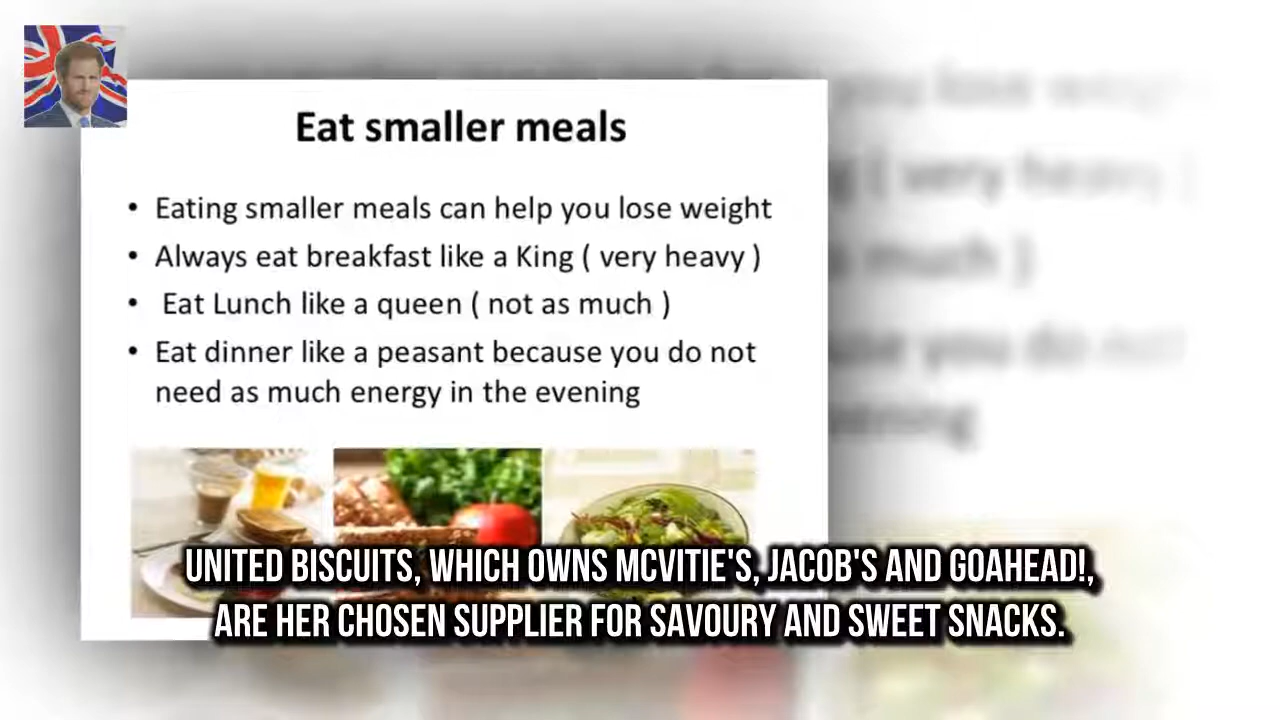 Eat smaller meals
• Eating smaller meals can help you lose weight
• Always eat breakfast like a King ( very heavy )
• Eat Lunch like a queen ( not as much )
• Eat dinner like a peasant because you do not
need as much energy in the evening
UNITED BISCUITS, WHICH OWNS MCVITIE'S, JACOB'S AND GOAHEAD!,
ARE HER CHOSEN SUPPLIER FOR SAVOURY AND SWEET SNACKS.